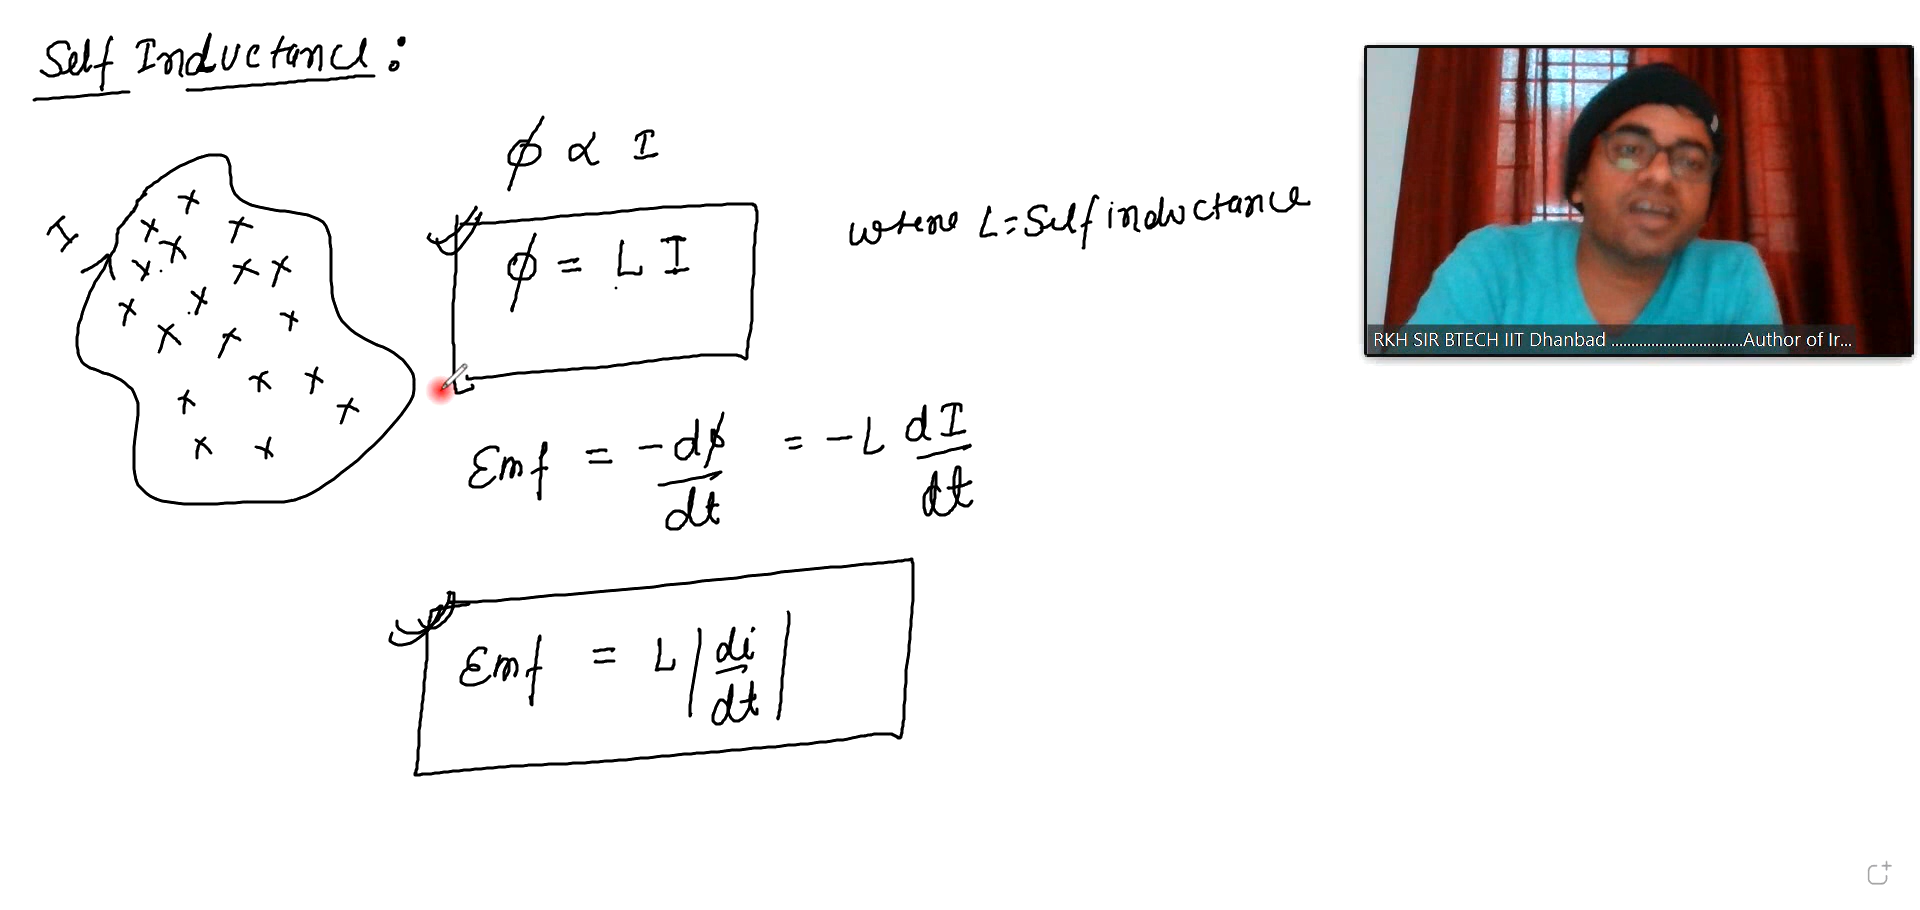 Self Inductance :
ϕ ∝ I
I
ϕ = L I
where L = Self inductance
RKH SIR BTECH IIT Dhanbad ..................................Author of Ir...
Emf = -dϕ/dt = -L dI/dt
Emf = L |di/dt|